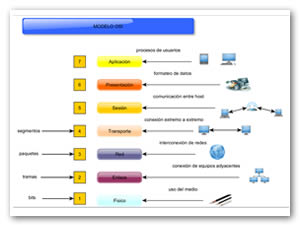 MODELO OSI
procesos de usuarios
7 Aplicación
formateo de datos
6 Presentación
comunicación entre host
5 Sesión
conexión extremo a extremo
segmentos 4 Transporte
interconexión de redes
paquetes 3 Red
conexión de equipos adyacentes
tramas 2 Enlace
uso del medio
bits 1 Físico